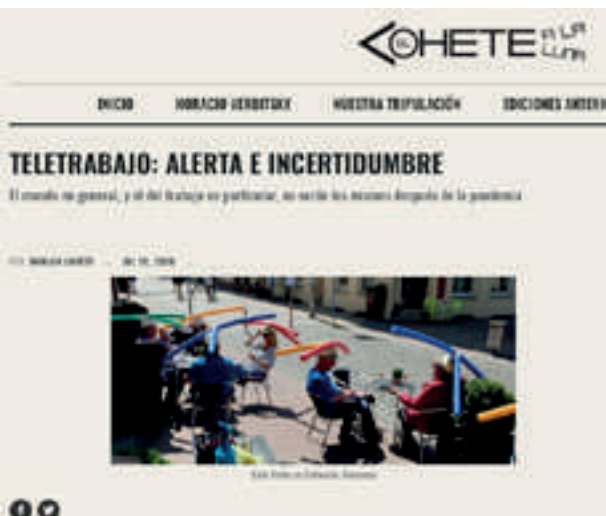 EL COHETE A LA LUNA
INICIO HORACIO VERBITSKY NUESTRA TRIPULACIÓN EDICIONES ANTERI
TELETRABAJO: ALERTA E INCERTIDUMBRE
El mundo en general, y el del trabajo en particular, no serán los mismos después de la pandemia